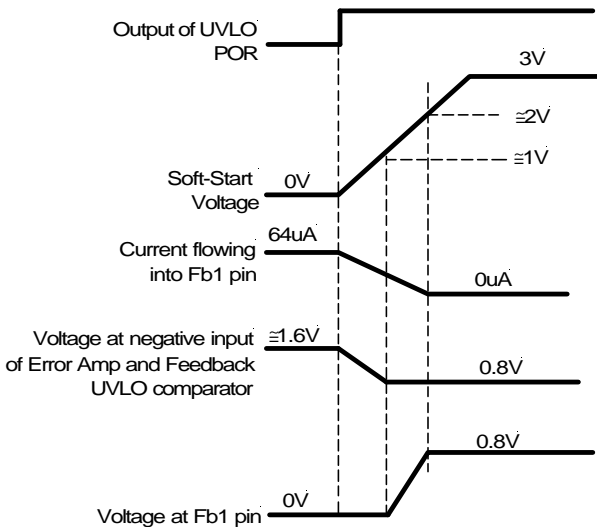 Output of UVLO
POR
3V
≅2V
≅1V
Soft-Start
Voltage
0V
64uA
Current flowing
into Fb1 pin
0uA
Voltage at negative input
of Error Amp and Feedback
UVLO comparator
≅1.6V
0.8V
0.8V
Voltage at Fb1 pin
0V